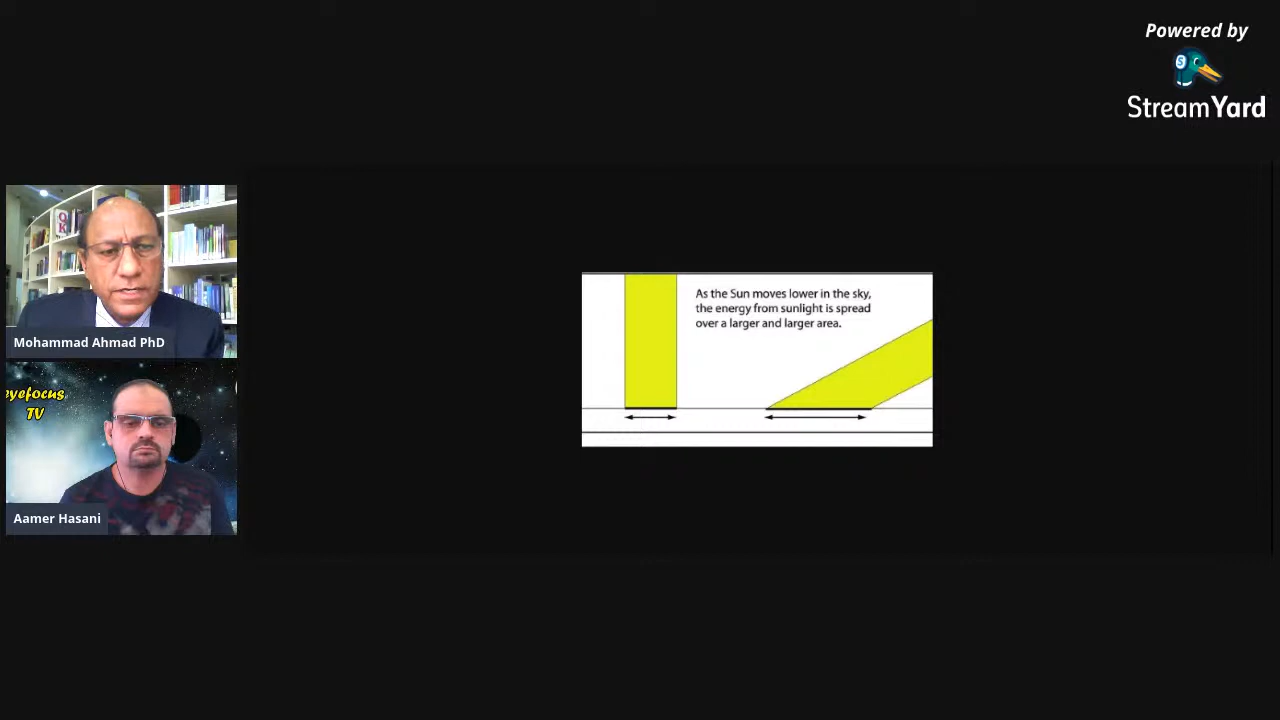 Powered by
StreamYard
Mohammad Ahmad PhD
eyefocus
TV
Aamer Hasani
As the Sun moves lower in the sky,
the energy from sunlight is spread
over a larger and larger area.